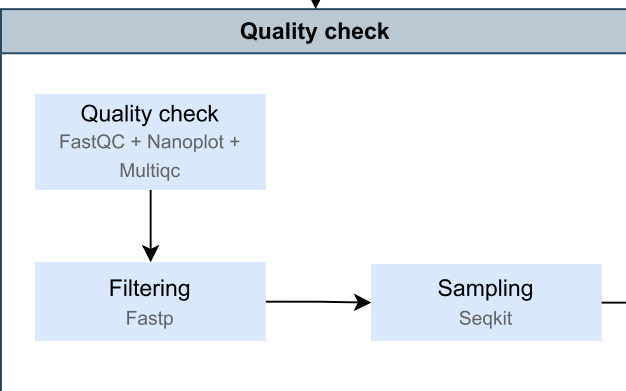 Quality check
Quality check
FastQC + Nanoplot +
Multiqc
Filtering
Fastp
Sampling
Seqkit